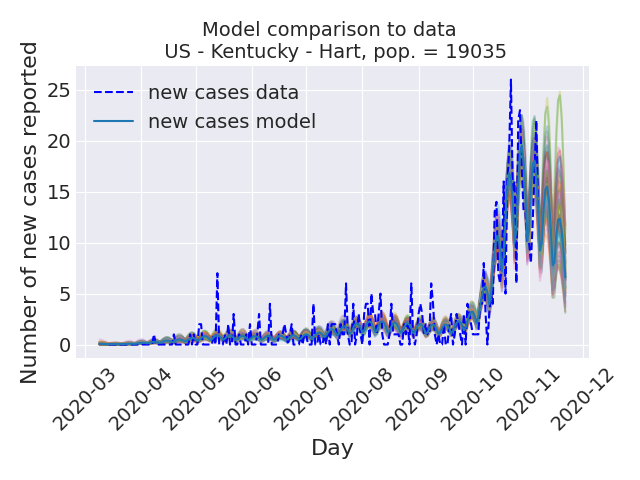 Model comparison to data
US - Kentucky - Hart, pop. = 19035
Number of new cases reported
25
20
15
10
5
0
new cases data
new cases model
2020-03
2020-04
2020-05
2020-06
2020-07
2020-08
2020-09
2020-10
2020-11
2020-12
Day